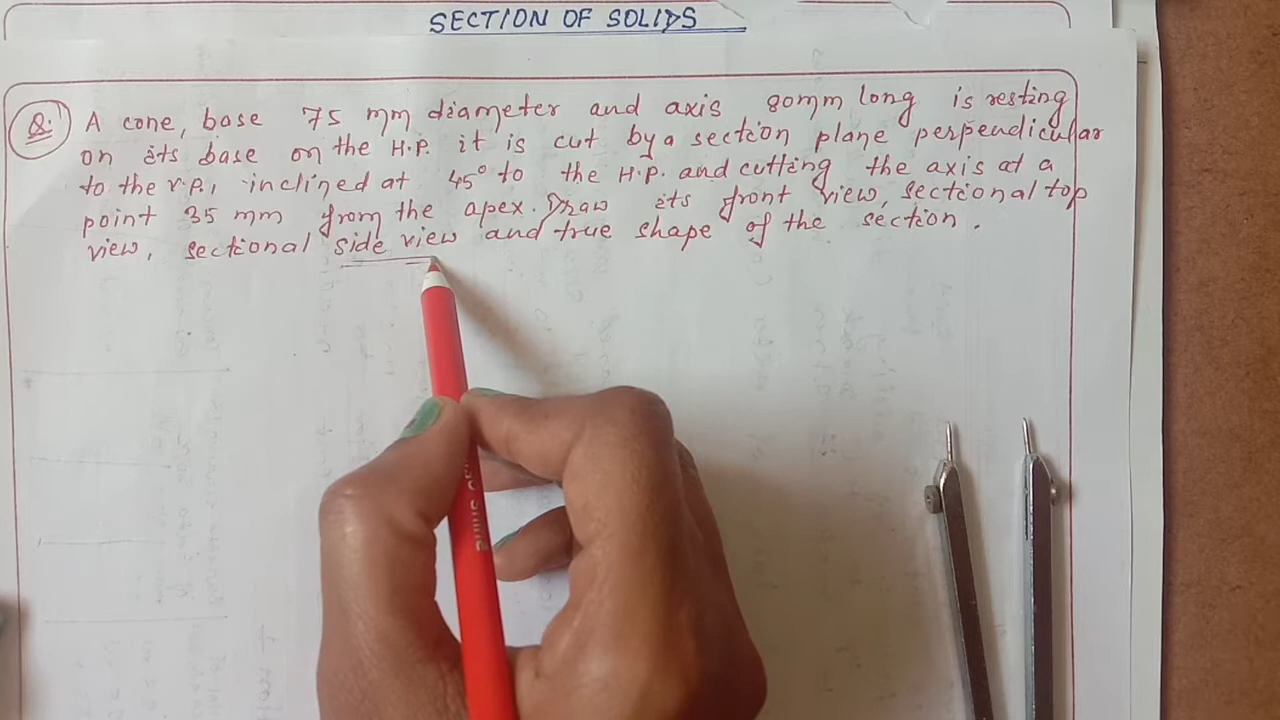 SECTION OF SOLIDS
Q. A cone, base 75 mm diameter and axis 80mm long is resting
on its base on the H.P. it is cut by a section plane perpendicular
to the V.P., inclined at 45° to the H.P. and cutting the axis at a
point 35 mm from the apex. Draw its front view, sectional top
view, sectional side view and true shape of the section.